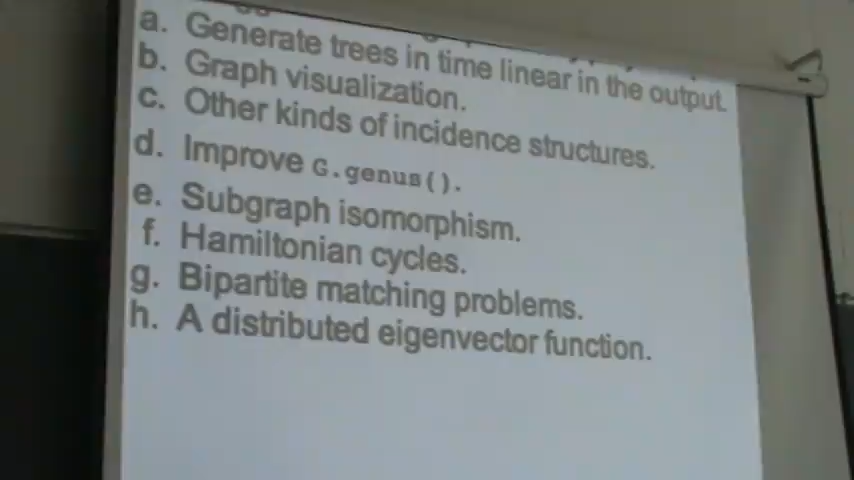 a. Generate trees in time linear in the output.
b. Graph visualization.
c. Other kinds of incidence structures.
d. Improve G.genus().
e. Subgraph isomorphism.
f. Hamiltonian cycles.
g. Bipartite matching problems.
h. A distributed eigenvector function.